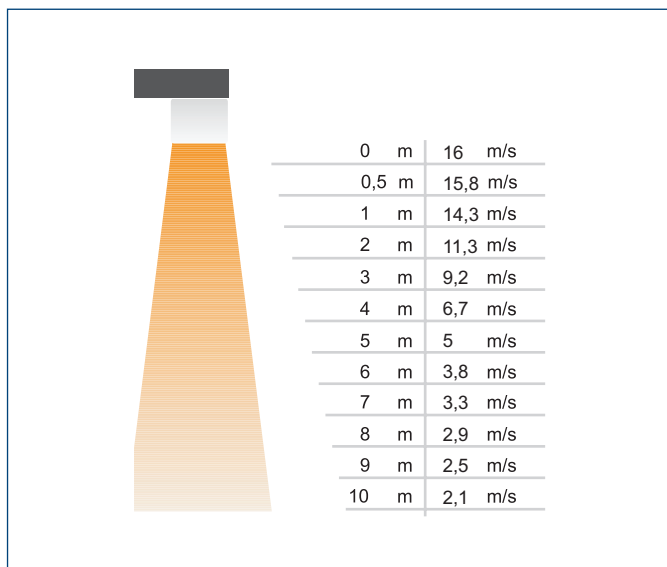 0 m 16 m/s
0,5 m 15,8 m/s
1 m 14,3 m/s
2 m 11,3 m/s
3 m 9,2 m/s
4 m 6,7 m/s
5 m 5 m/s
6 m 3,8 m/s
7 m 3,3 m/s
8 m 2,9 m/s
9 m 2,5 m/s
10 m 2,1 m/s